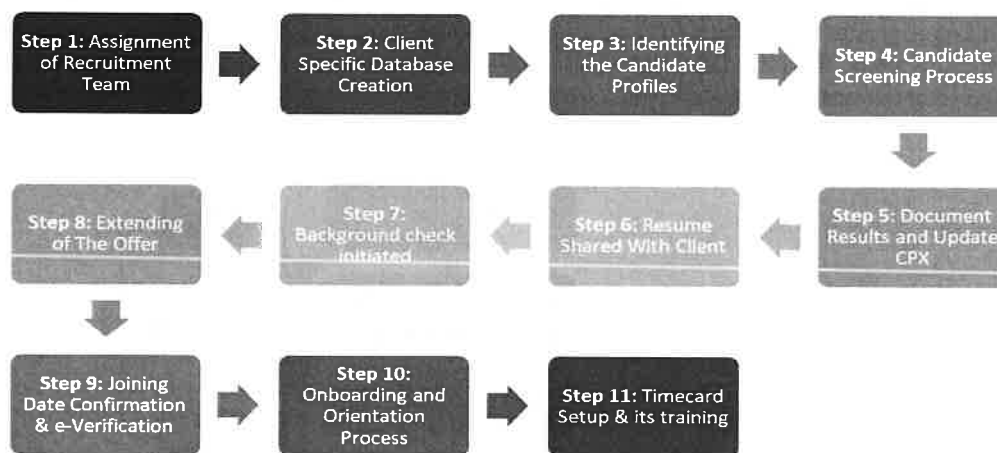 Step 1: Assignment
of Recruitment
Team
Step 2: Client
Specific Database
Creation
Step 3: Identifying
the Candidate
Profiles
Step 4: Candidate
Screening Process
Step 5: Document
Results and Update
CPX
Step 6: Resume
Shared With Client
Step 7:
Background check
initiated
Step 8: Extending
of The Offer
Step 9: Joining
Date Confirmation
& e-Verification
Step 10:
Onboarding and
Orientation
Process
Step 11: Timecard
Setup & its training